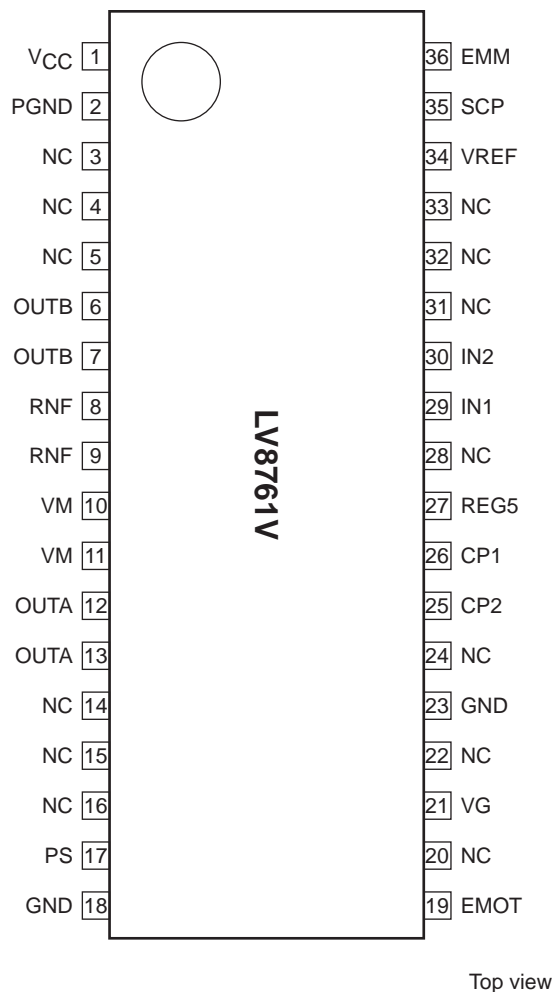 VCC 1 36 EMM
PGND 2 35 SCP
NC 3 34 VREF
NC 4 33 NC
NC 5 32 NC
OUTB 6 31 NC
OUTB 7 30 IN2
RNF 8 29 IN1
RNF 9 28 NC
VM 10 27 REG5
VM 11 26 CP1
OUTA 12 25 CP2
OUTA 13 24 NC
NC 14 23 GND
NC 15 22 NC
NC 16 21 VG
PS 17 20 NC
GND 18 19 EMOT
LV8761V
Top view